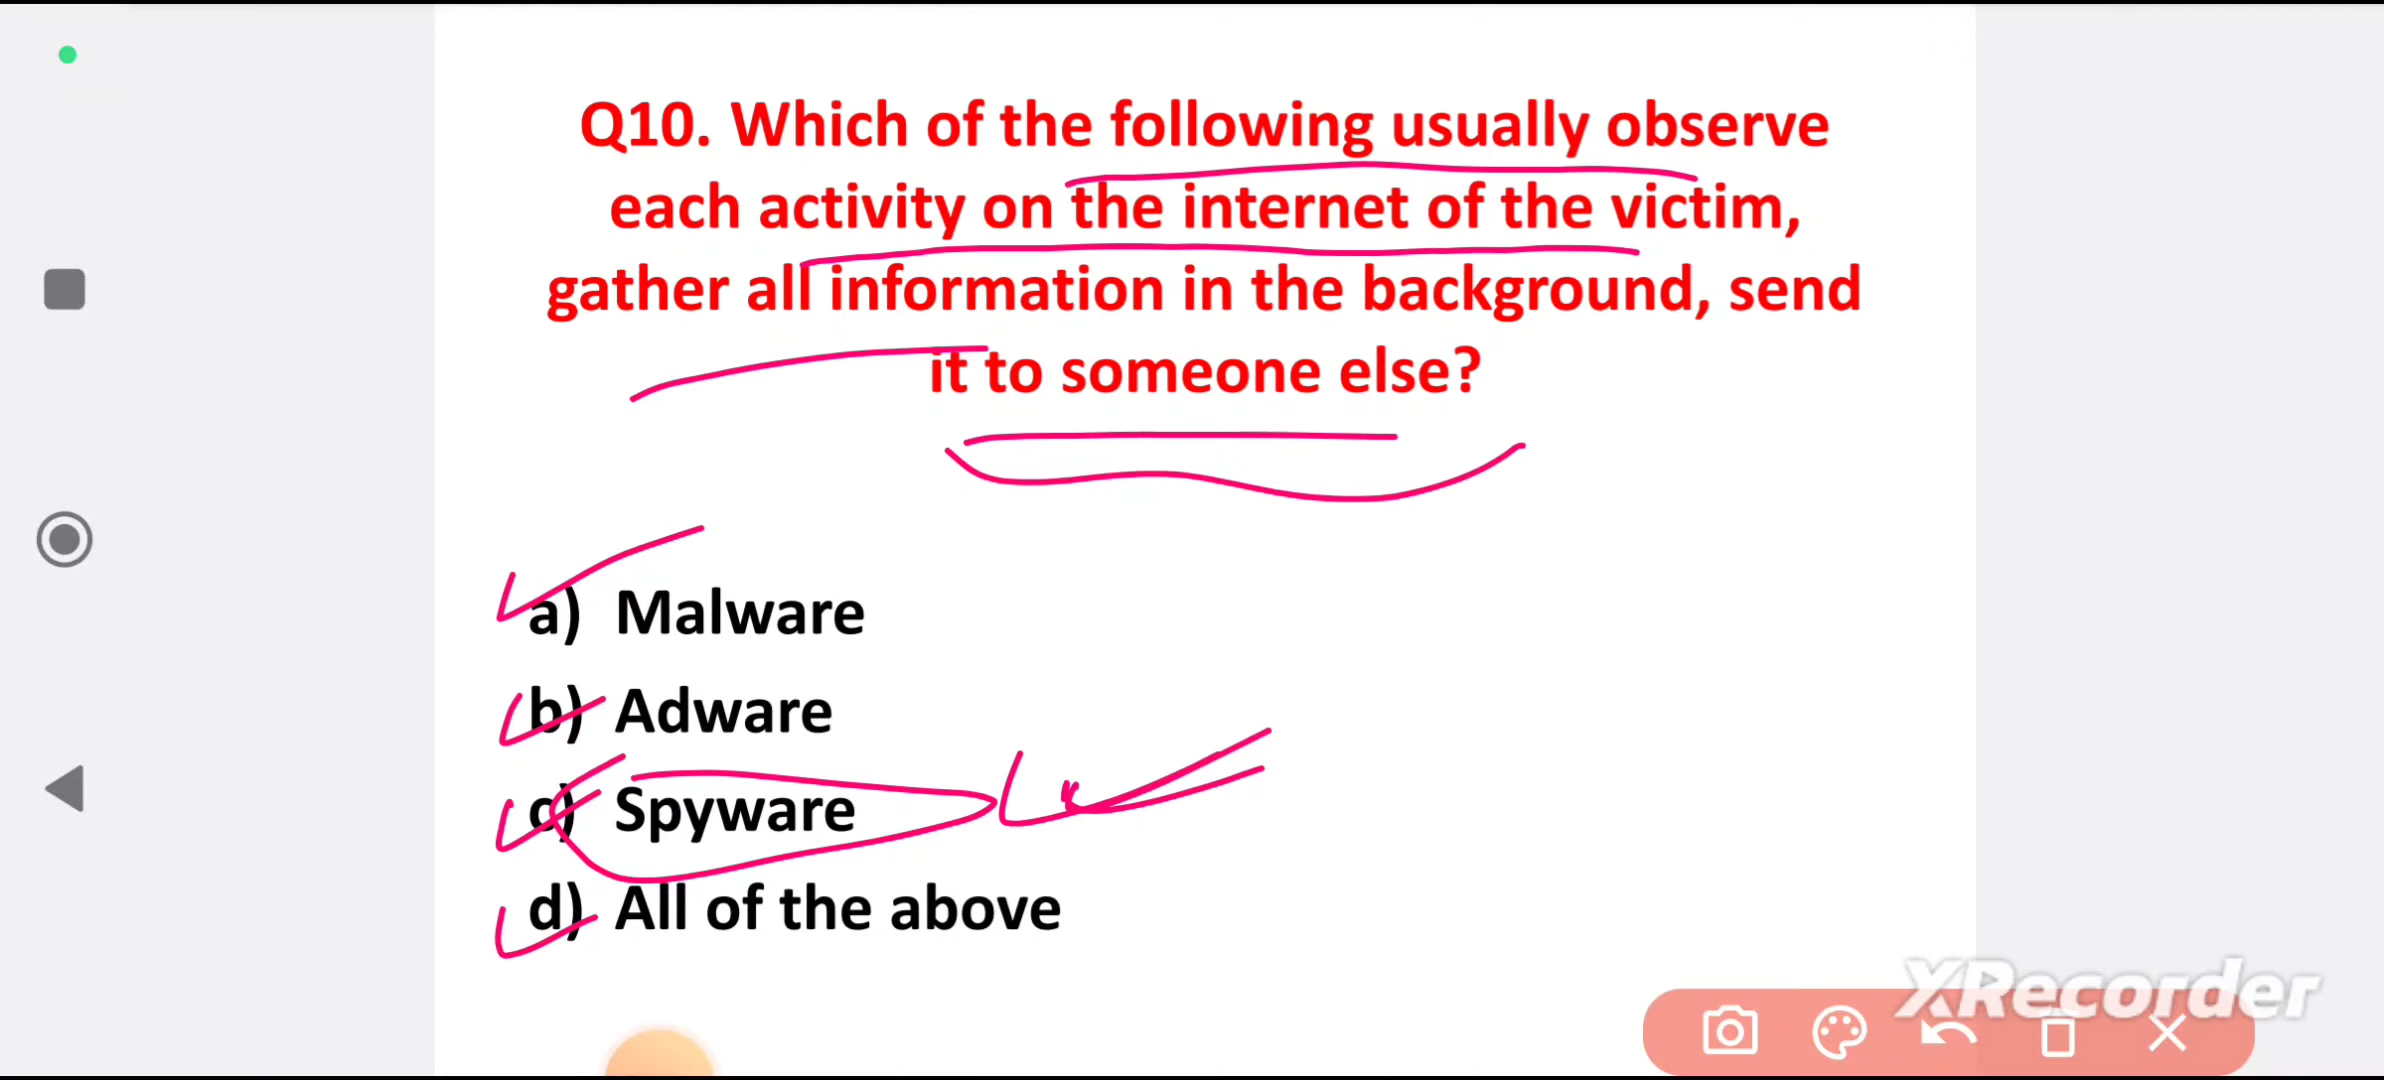 Q10. Which of the following usually observe
each activity on the internet of the victim,
gather all information in the background, send
it to someone else?
a) Malware
b) Adware
c) Spyware
d) All of the above
XRecorder